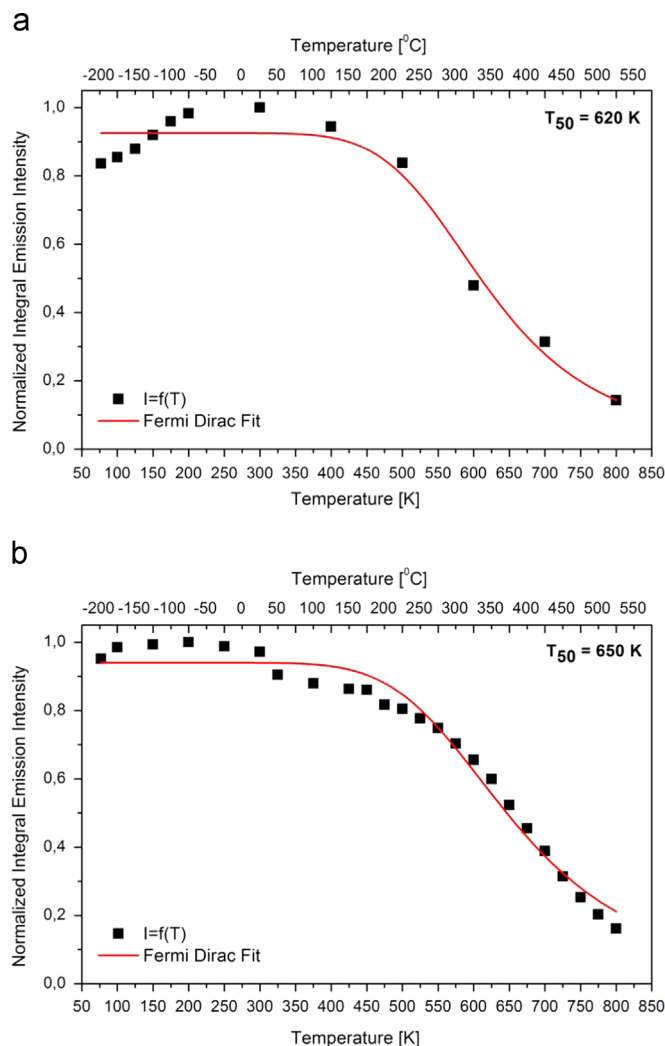 a
Temperature [⁰C]
-200 -150 -100 -50 0 50 100 150 200 250 300 350 400 450 500 550
T50 = 620 K
Normalized Integral Emission Intensity
1,0
0,8
0,6
0,4
0,2
0,0
I=f(T)
Fermi Dirac Fit
50 100 150 200 250 300 350 400 450 500 550 600 650 700 750 800 850
Temperature [K]
b
Temperature [⁰C]
-200 -150 -100 -50 0 50 100 150 200 250 300 350 400 450 500 550
T50 = 650 K
Normalized Integral Emission Intensity
1,0
0,8
0,6
0,4
0,2
0,0
I=f(T)
Fermi Dirac Fit
50 100 150 200 250 300 350 400 450 500 550 600 650 700 750 800 850
Temperature [K]